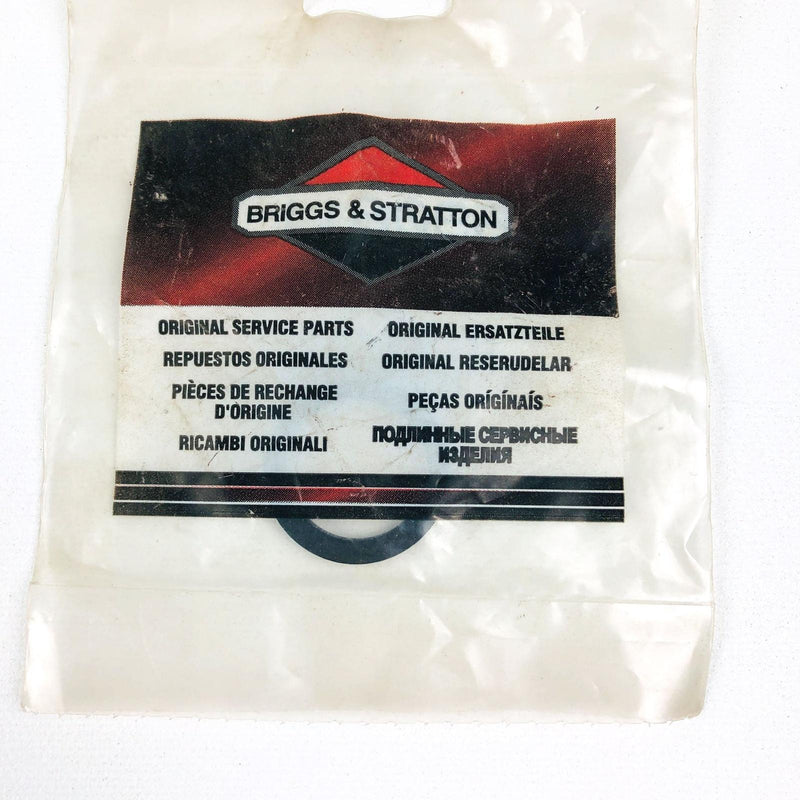 BRIGGS & STRATTON
ORIGINAL SERVICE PARTS
REPUESTOS ORIGINALES
PIÈCES DE RECHANGE
D'ORIGINE
RICAMBI ORIGINALI
ORIGINAL ERSATZTEILE
ORIGINAL RESERUDELAR
PEÇAS ORÍGÍNAÍS
ПОДЛИННЫЕ СЕРВИСНЫЕ
ИЗДЕЛИЯ